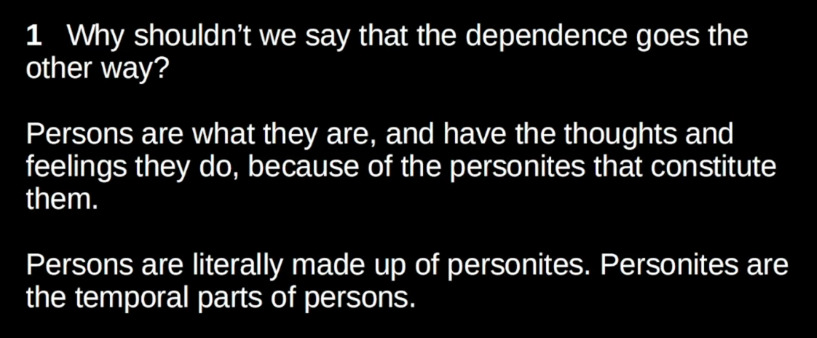 1 Why shouldn’t we say that the dependence goes the
other way?
Persons are what they are, and have the thoughts and
feelings they do, because of the personites that constitute
them.
Persons are literally made up of personites. Personites are
the temporal parts of persons.